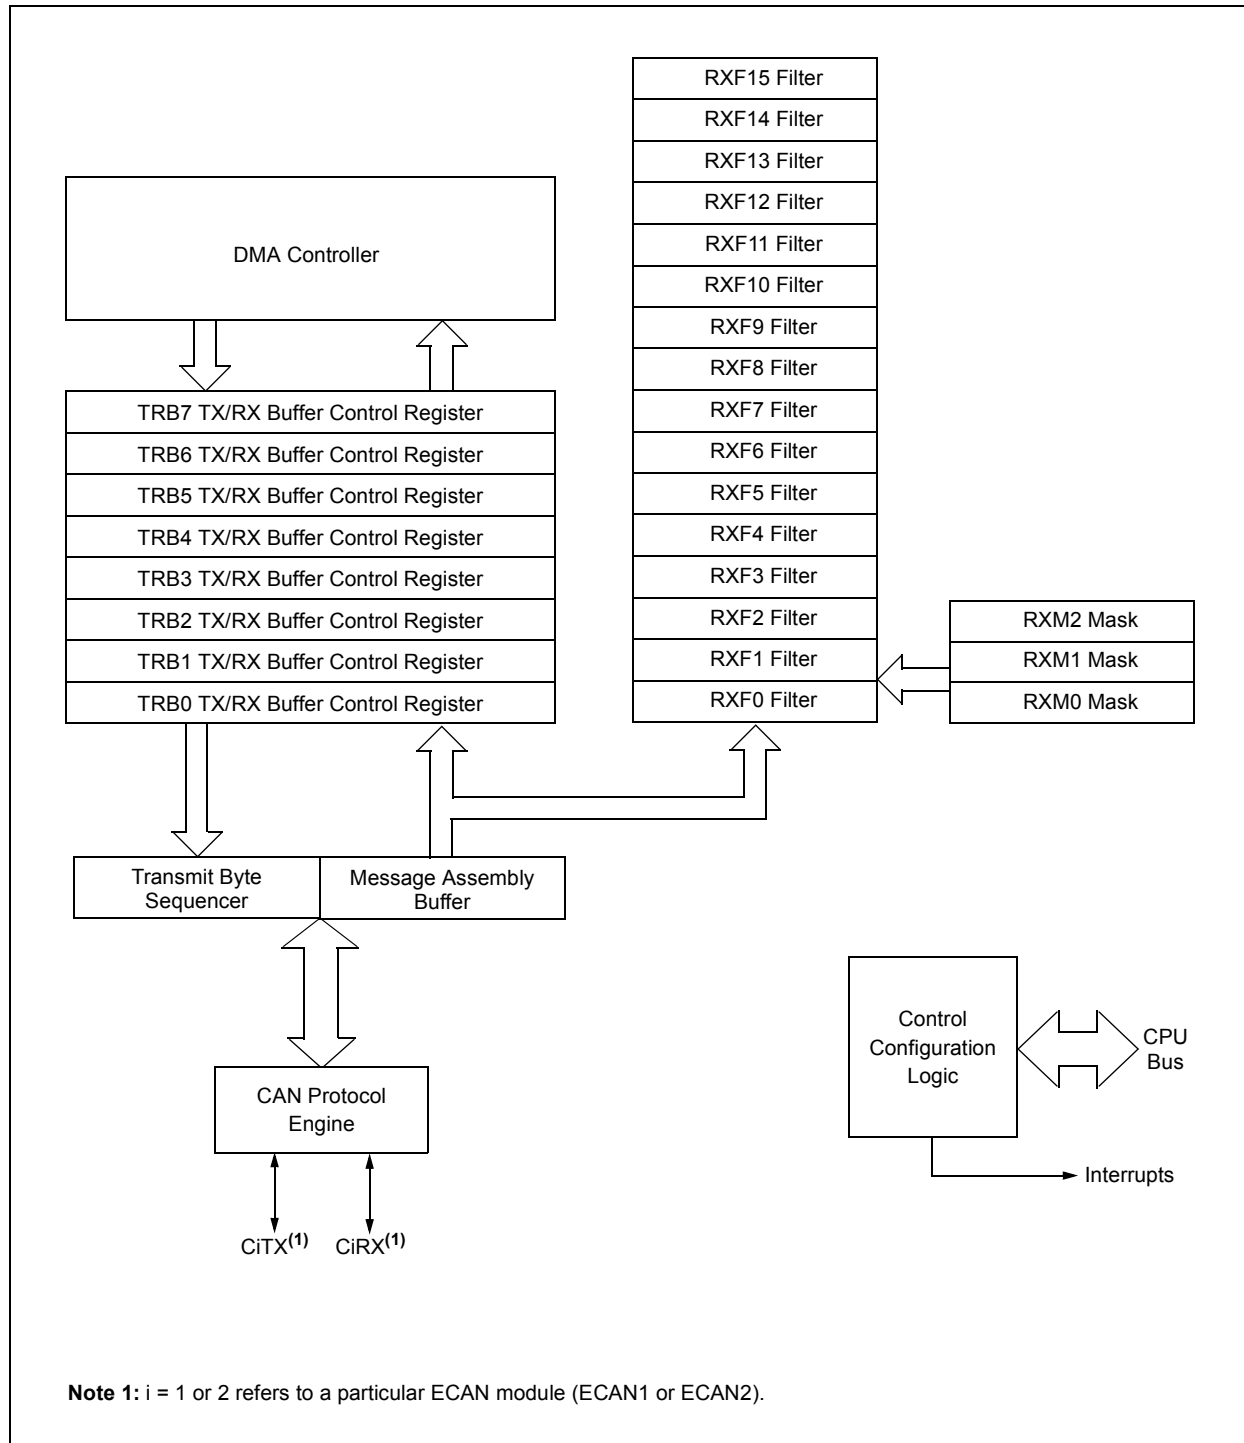 RXF15 Filter
RXF14 Filter
RXF13 Filter
RXF12 Filter
RXF11 Filter
RXF10 Filter
RXF9 Filter
RXF8 Filter
RXF7 Filter
RXF6 Filter
RXF5 Filter
RXF4 Filter
RXF3 Filter
RXF2 Filter
RXF1 Filter
RXF0 Filter
DMA Controller
TRB7 TX/RX Buffer Control Register
TRB6 TX/RX Buffer Control Register
TRB5 TX/RX Buffer Control Register
TRB4 TX/RX Buffer Control Register
TRB3 TX/RX Buffer Control Register
TRB2 TX/RX Buffer Control Register
TRB1 TX/RX Buffer Control Register
TRB0 TX/RX Buffer Control Register
RXM2 Mask
RXM1 Mask
RXM0 Mask
Transmit Byte
Sequencer
Message Assembly
Buffer
Control
Configuration
Logic
CPU
Bus
CAN Protocol
Engine
Interrupts
CiTX(1)
CiRX(1)
Note 1: i = 1 or 2 refers to a particular ECAN module (ECAN1 or ECAN2).